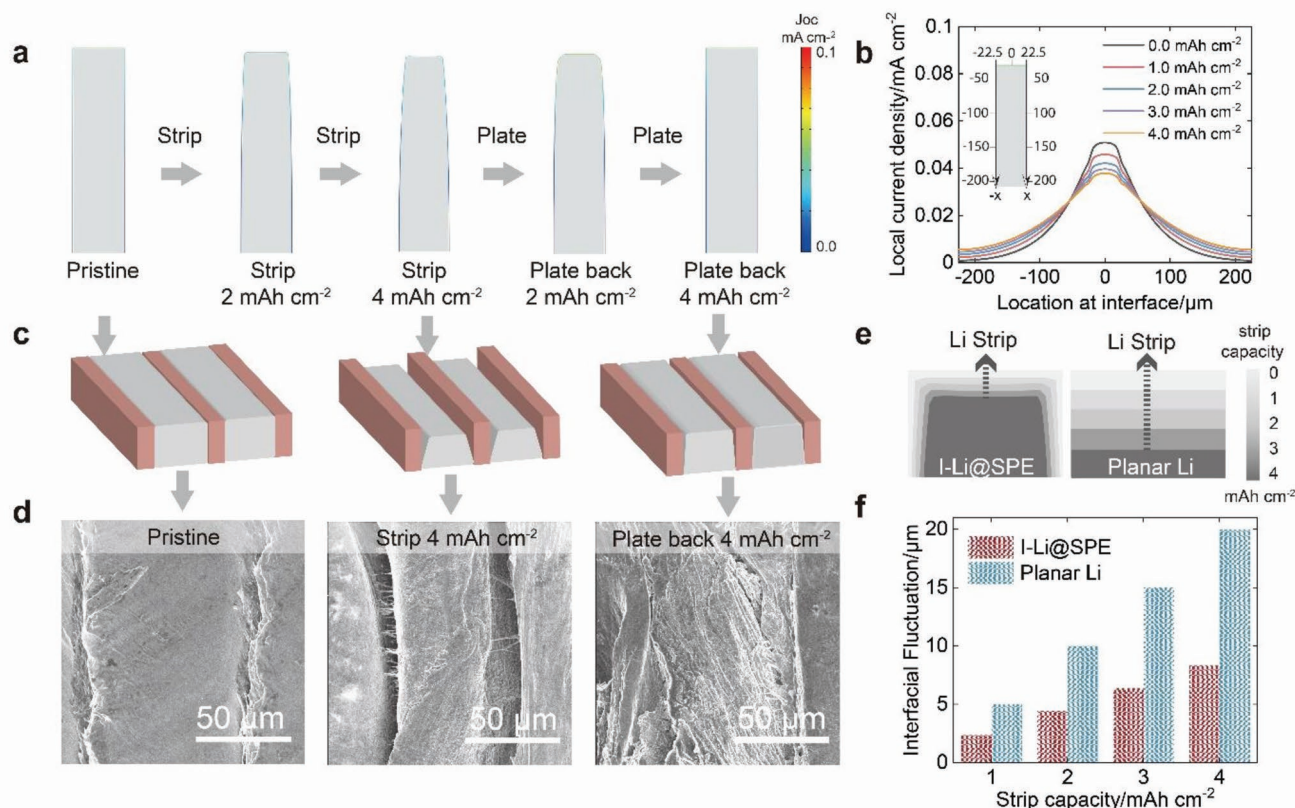 a
Joc
mA cm⁻²
0.1
0.0
Strip
Strip
Plate
Plate
Pristine
Strip
2 mAh cm⁻²
Strip
4 mAh cm⁻²
Plate back
2 mAh cm⁻²
Plate back
4 mAh cm⁻²
b
Local current density/mA cm⁻²
0.1
0.08
0.06
0.04
0.02
0
-200
-100
0
100
200
Location at interface/μm
-22.5 0 22.5
-50 50
-100 100
-150 150
-200 200
-x x
0.0 mAh cm⁻²
1.0 mAh cm⁻²
2.0 mAh cm⁻²
3.0 mAh cm⁻²
4.0 mAh cm⁻²
c
d
Pristine
50 μm
Strip 4 mAh cm⁻²
50 μm
Plate back 4 mAh cm⁻²
50 μm
e
Li Strip
Li Strip
I-Li@SPE
Planar Li
strip
capacity
0
1
2
3
4
mAh cm⁻²
f
Interfacial Fluctuation/μm
20
15
10
5
0
I-Li@SPE
Planar Li
1
2
3
4
Strip capacity/mAh cm⁻²